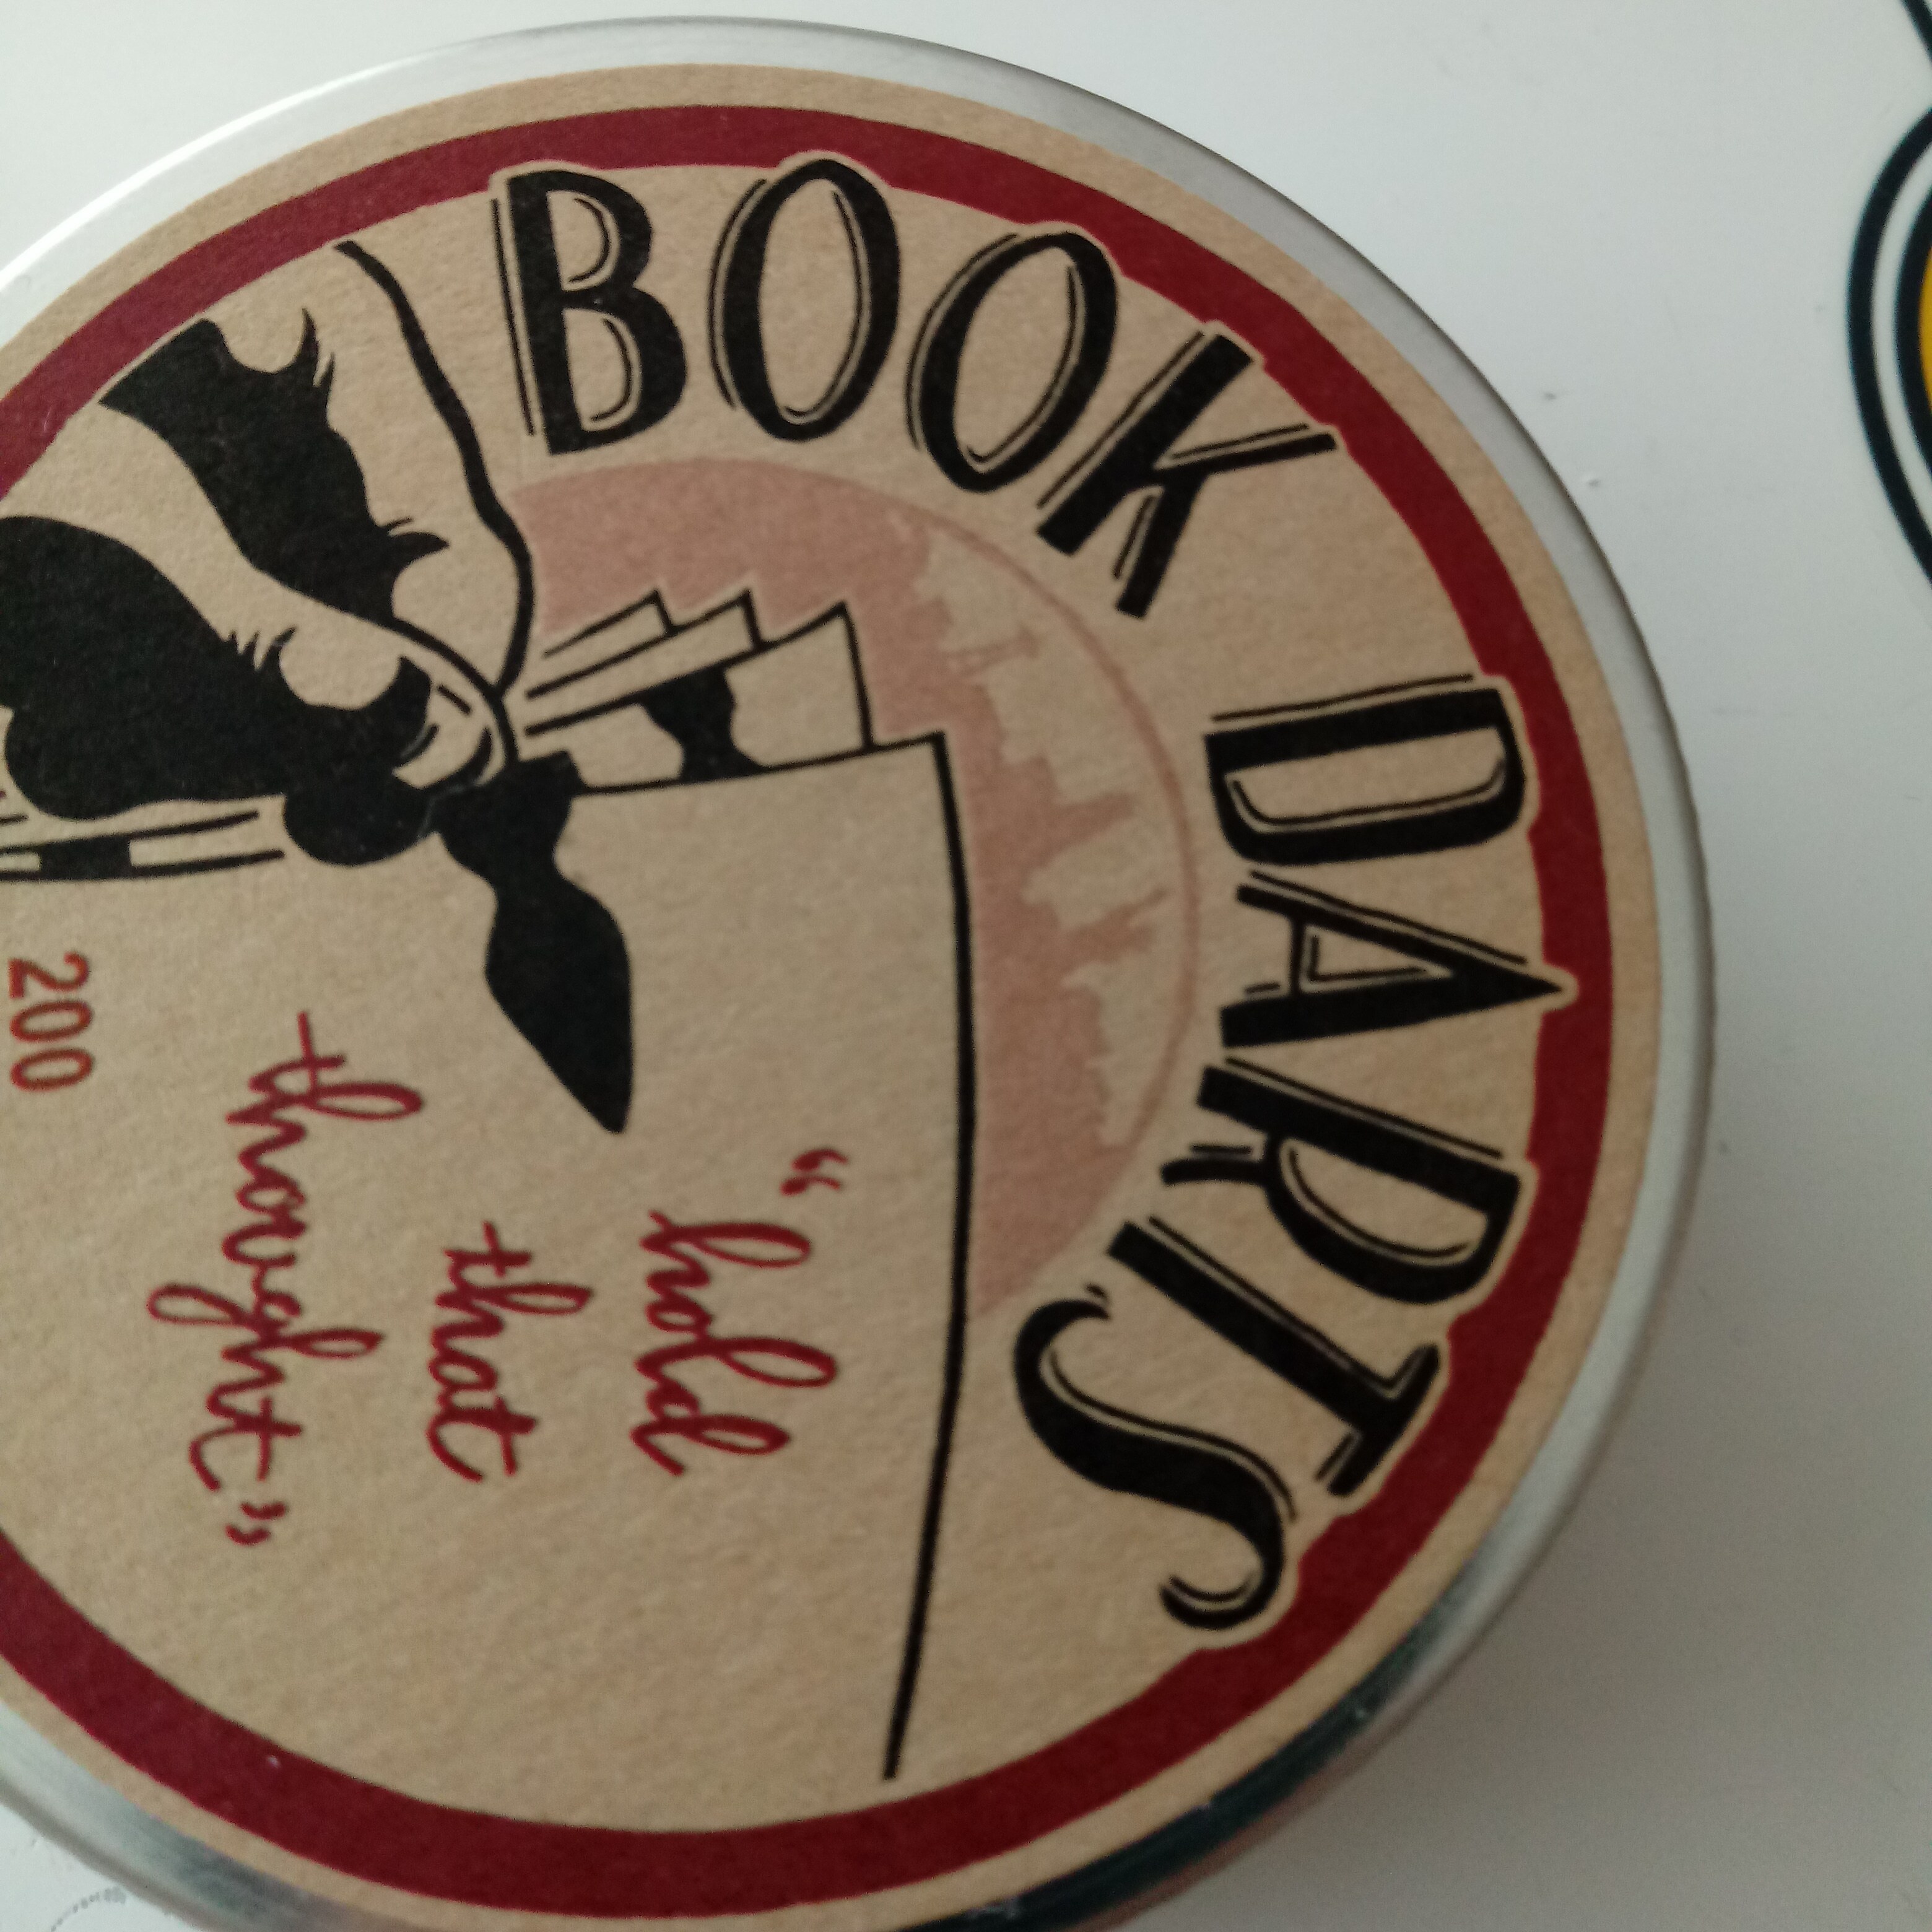 BOOK DARTS
"hold
that
thought"
200